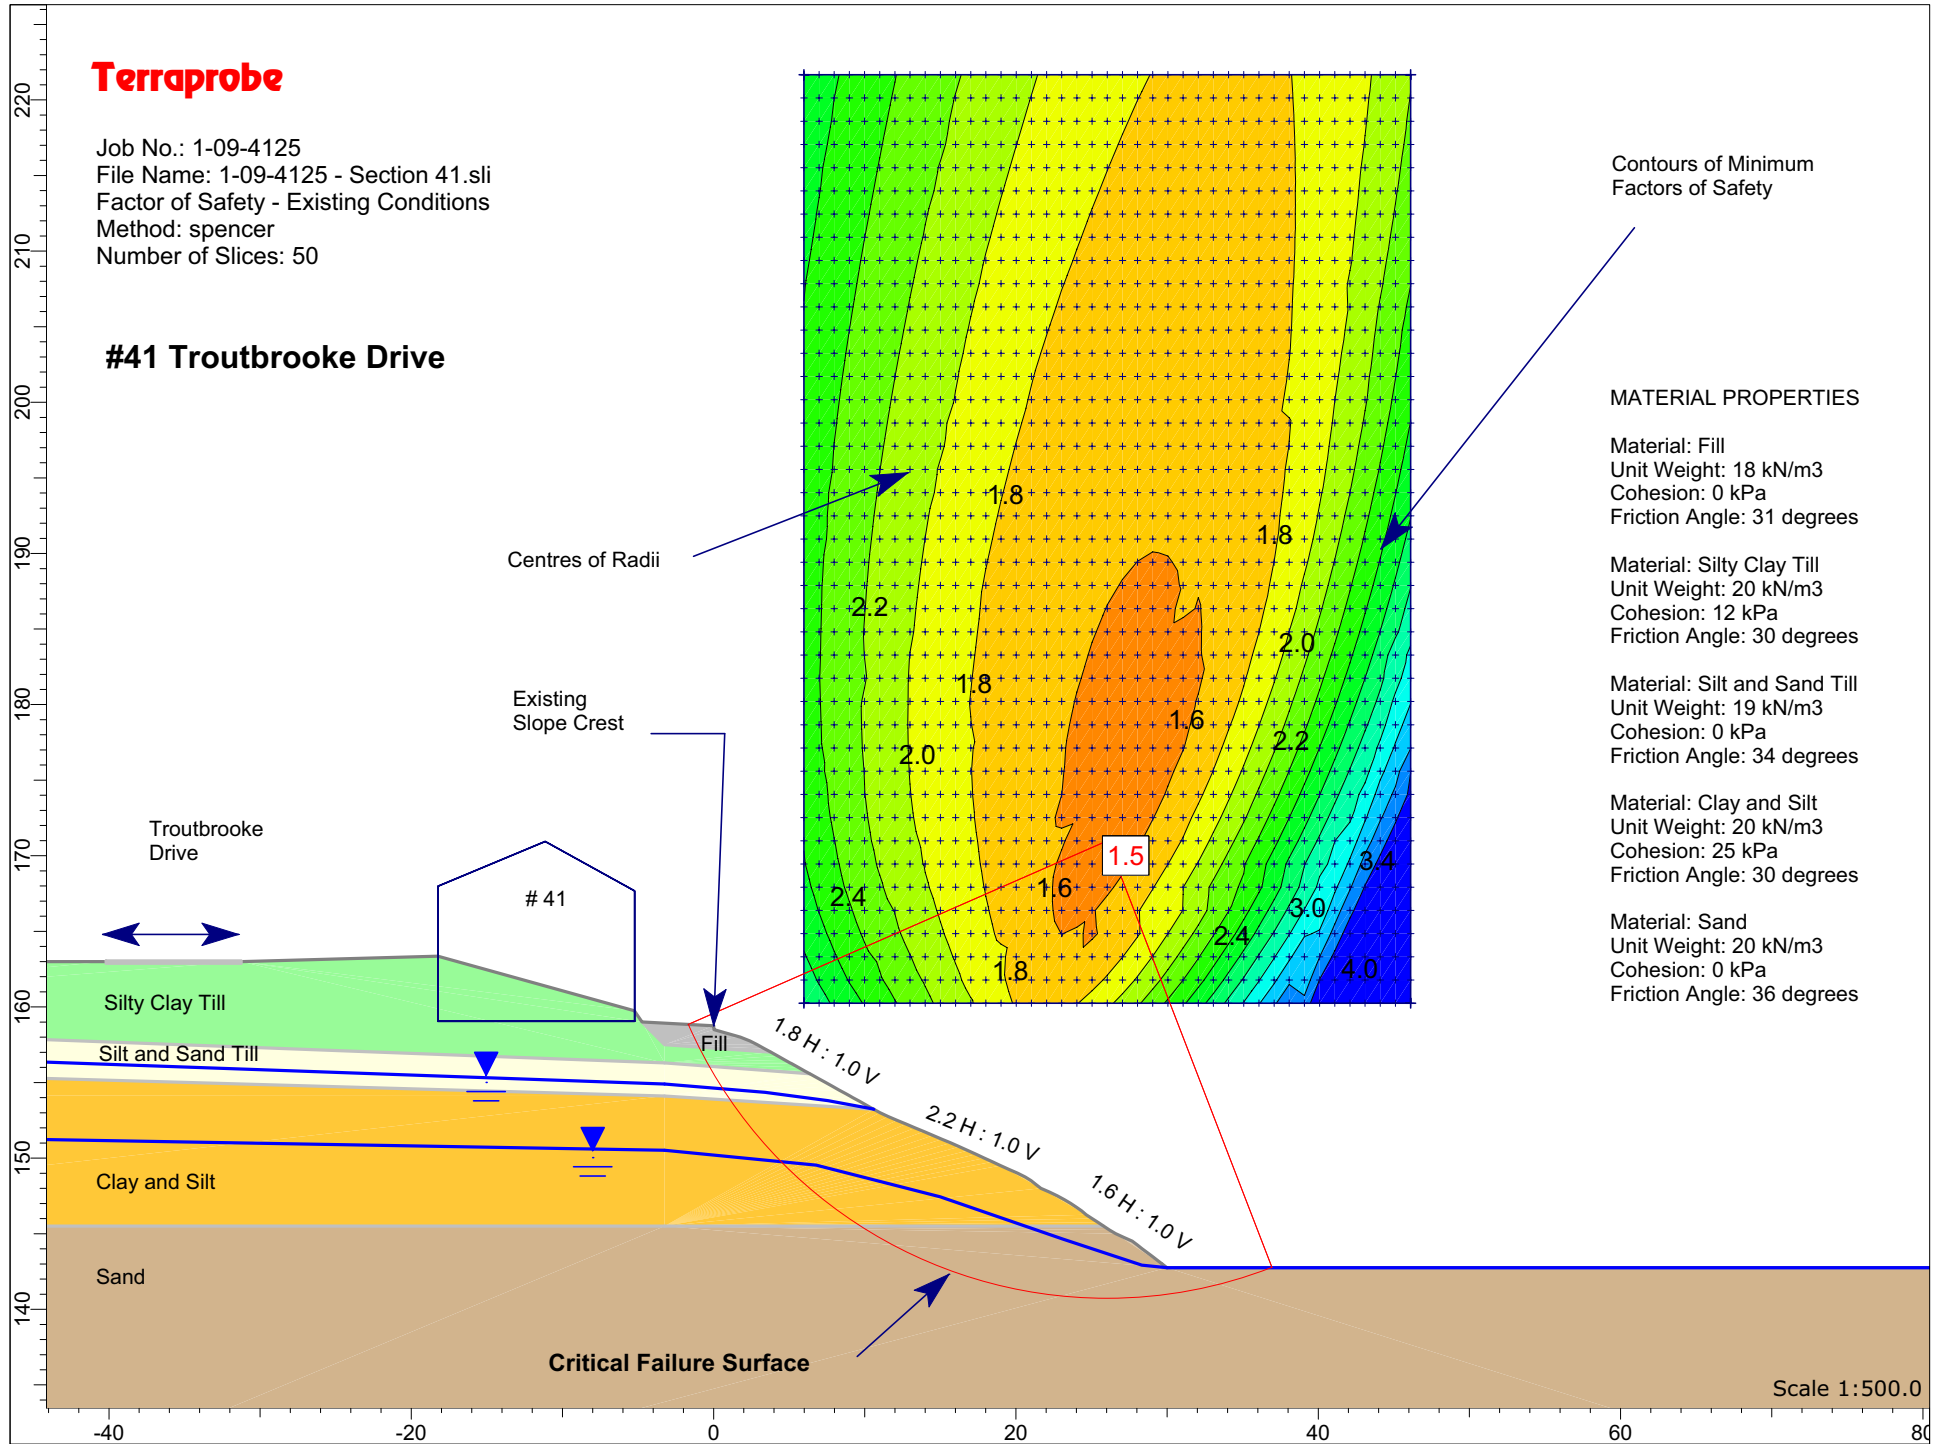 Terraprobe
Job No.: 1-09-4125
File Name: 1-09-4125 - Section 41.sli
Factor of Safety - Existing Conditions
Method: spencer
Number of Slices: 50
#41 Troutbrooke Drive
Contours of Minimum
Factors of Safety
Centres of Radii
Existing
Slope Crest
Troutbrooke
Drive
# 41
MATERIAL PROPERTIES
Material: Fill
Unit Weight: 18 kN/m3
Cohesion: 0 kPa
Friction Angle: 31 degrees
Material: Silty Clay Till
Unit Weight: 20 kN/m3
Cohesion: 12 kPa
Friction Angle: 30 degrees
Material: Silt and Sand Till
Unit Weight: 19 kN/m3
Cohesion: 0 kPa
Friction Angle: 34 degrees
Material: Clay and Silt
Unit Weight: 20 kN/m3
Cohesion: 25 kPa
Friction Angle: 30 degrees
Material: Sand
Unit Weight: 20 kN/m3
Cohesion: 0 kPa
Friction Angle: 36 degrees
1.8
1.8
2.2
2.0
1.8
1.6
2.2
2.0
1.5
3.4
1.6
2.4
3.0
2.4
1.8
4.0
Silty Clay Till
Silt and Sand Till
Fill
Clay and Silt
Sand
1.8 H : 1.0 V
2.2 H : 1.0 V
1.6 H : 1.0 V
Critical Failure Surface
Scale 1:500.0
220
210
200
190
180
170
160
150
140
-40
-20
0
20
40
60
80